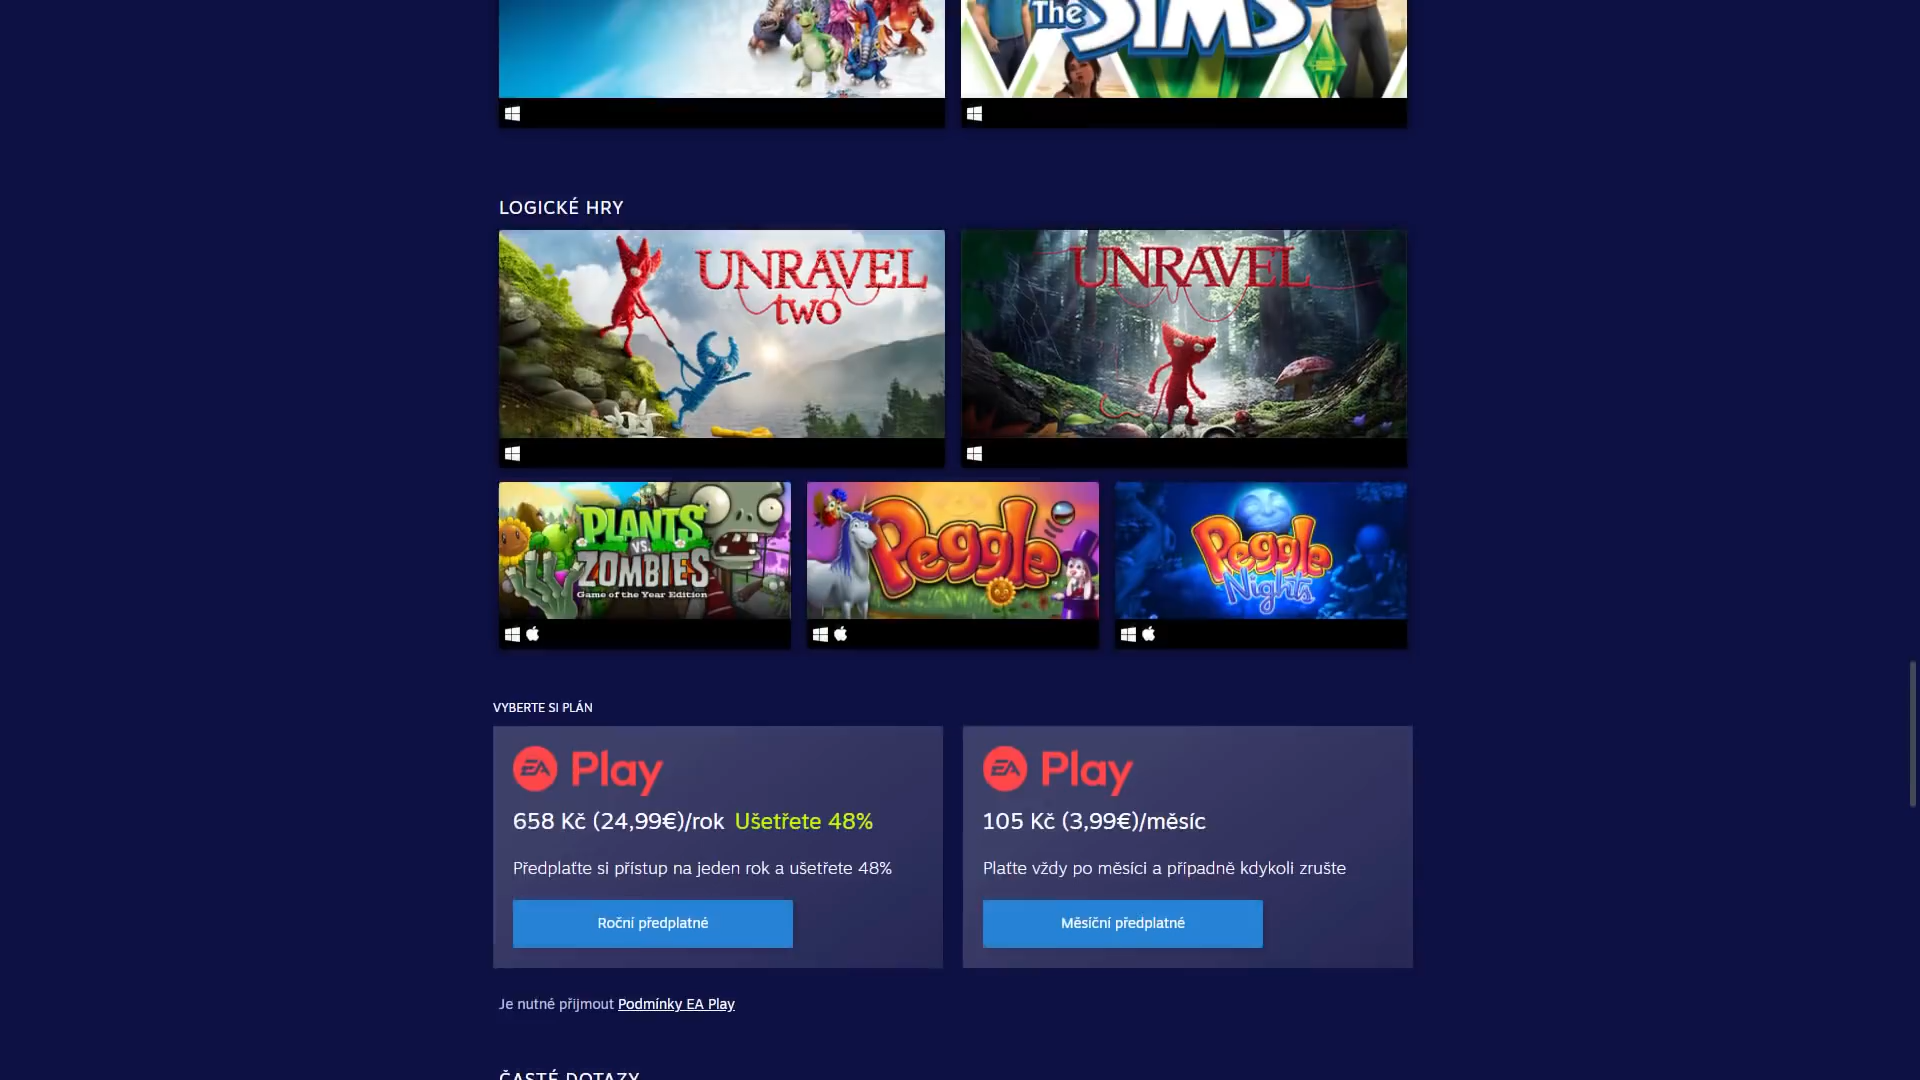 The SIMS
LOGICKÉ HRY
UNRAVEL
two
UNRAVEL
PLANTS
VS.
ZOMBIES
Game of the Year Edition
Peggle
Peggle
Nights
VYBERTE SI PLÁN
EA Play
658 Kč (24,99€)/rok Ušetřete 48%
Předplaťte si přístup na jeden rok a ušetřete 48%
Roční předplatné
EA Play
105 Kč (3,99€)/měsíc
Plaťte vždy po měsíci a případně kdykoli zrušte
Měsíční předplatné
Je nutné přijmout Podmínky EA Play
ČASTÉ DOTAZY